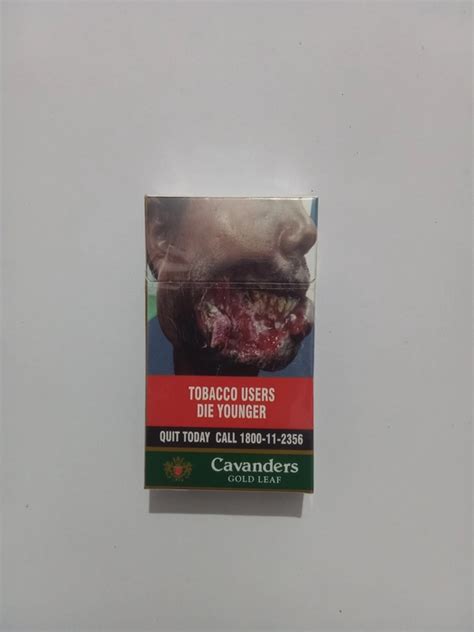 TOBACCO USERS
DIE YOUNGER
QUIT TODAY CALL 1800-11-2356
Cavanders
GOLD LEAF